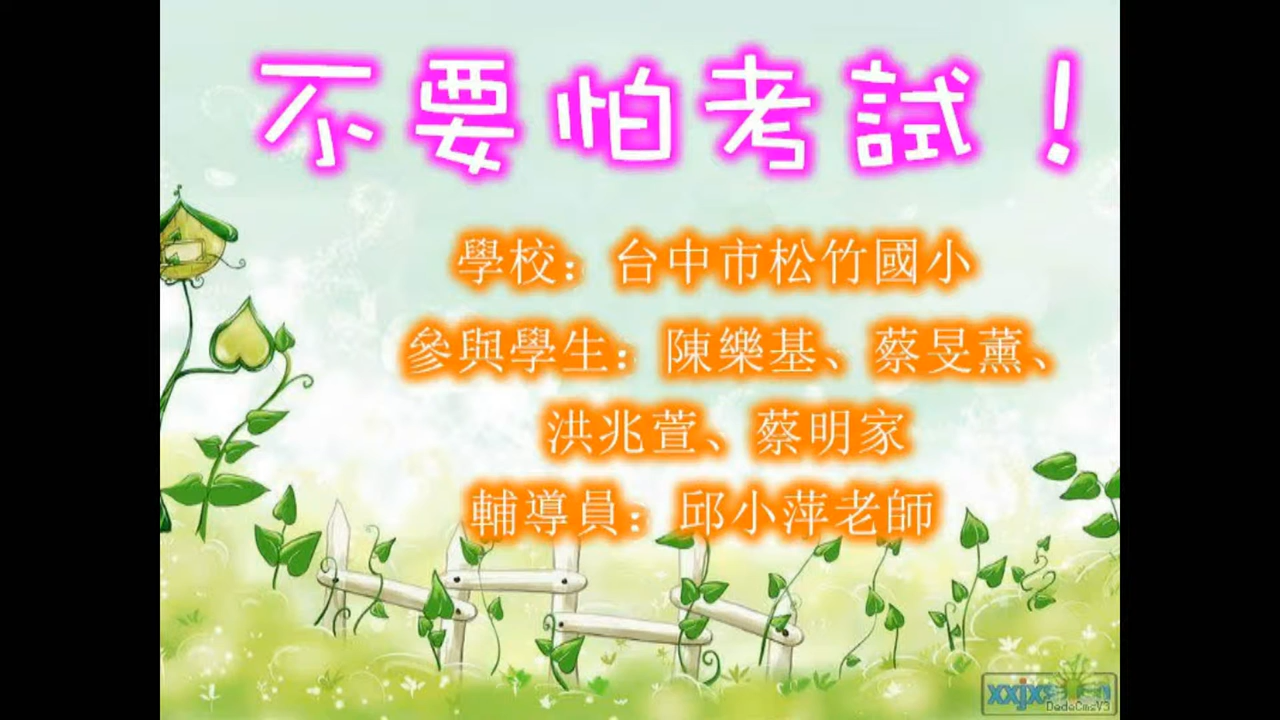 不要怕考試！
學校：台中市松竹國小
參與學生：陳樂基、蔡旻薰、
洪兆萱、蔡明家
輔導員：邱小萍老師
DedeCmsV3